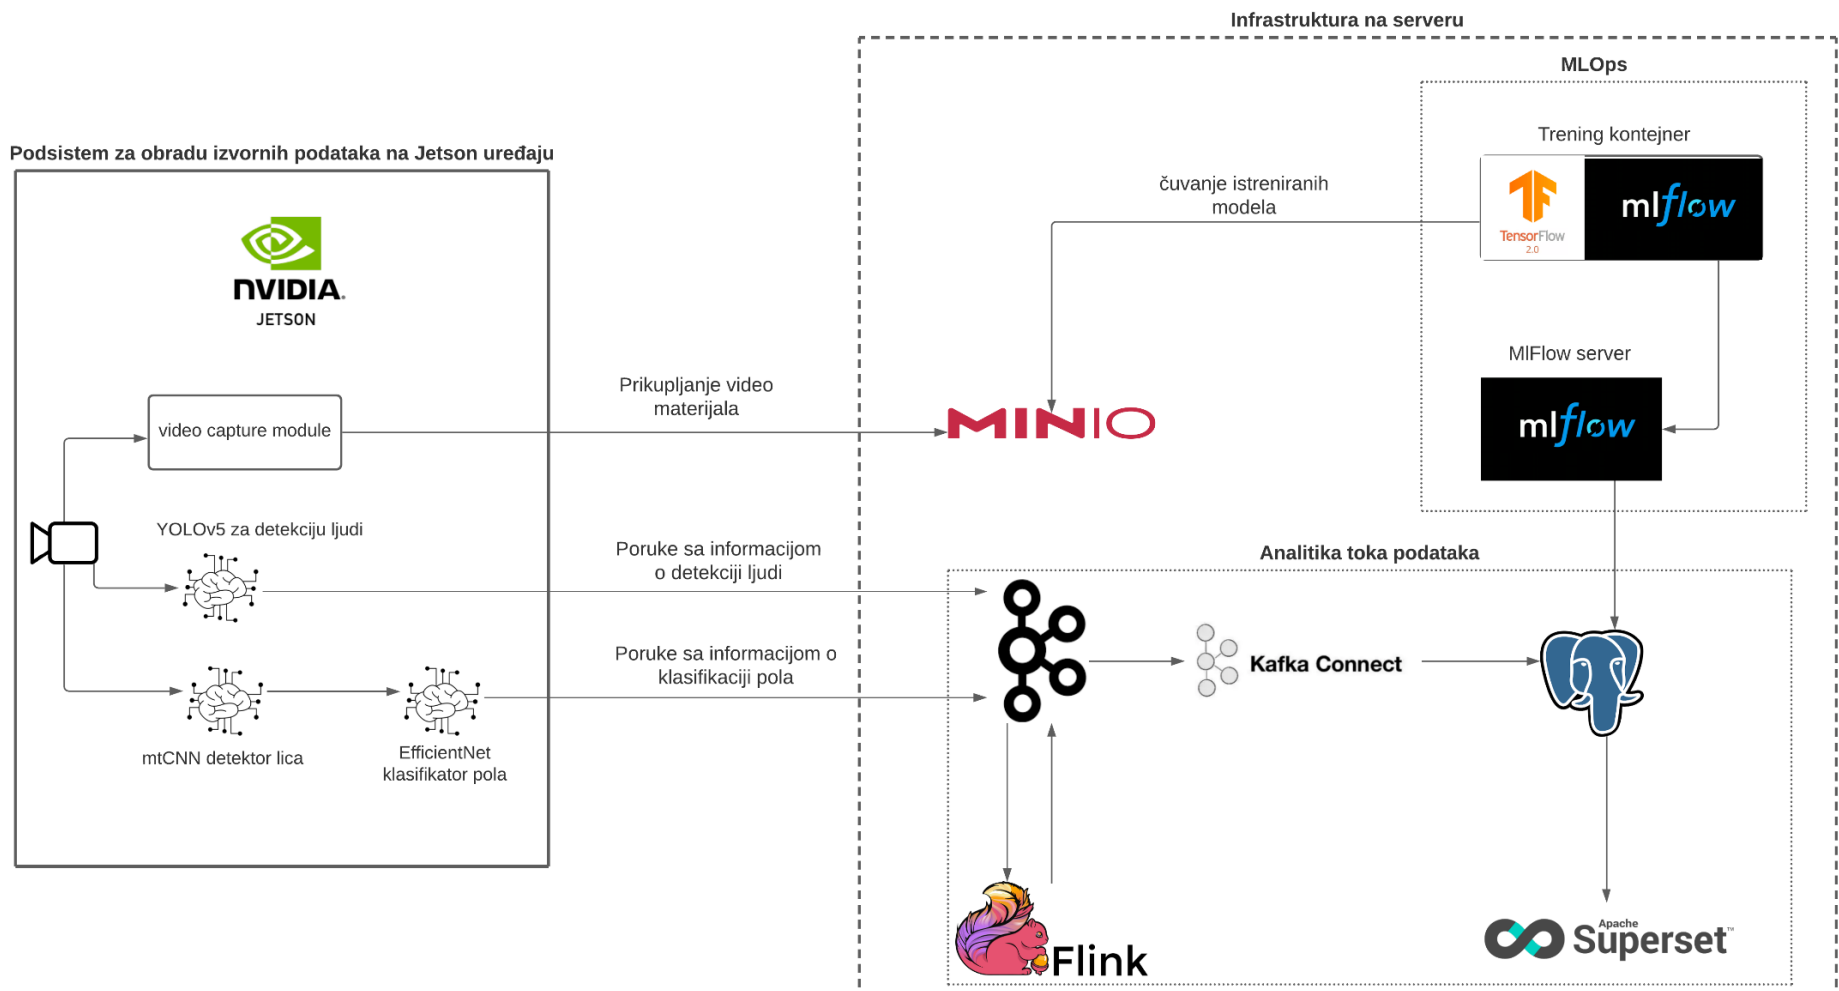 Infrastruktura na serveru
MLOps
Trening kontejner
TensorFlow
2.0
mlflow
čuvanje istreniranih
modela
MlFlow server
mlflow
Podsistem za obradu izvornih podataka na Jetson uređaju
NVIDIA.
JETSON
video capture module
Prikupljanje video
materijala
MINIO
YOLOv5 za detekciju ljudi
Poruke sa informacijom
o detekciji ljudi
mtCNN detektor lica
EfficientNet
klasifikator pola
Poruke sa informacijom o
klasifikaciji pola
Analitika toka podataka
Kafka Connect
Flink
Apache
Superset™